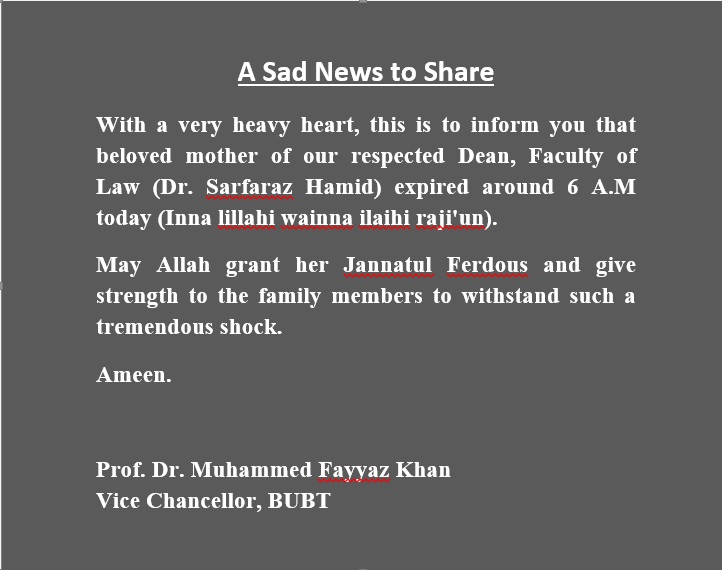 A Sad News to Share
With a very heavy heart, this is to inform you that
beloved mother of our respected Dean, Faculty of
Law (Dr. Sarfaraz Hamid) expired around 6 A.M
today (Inna lillahi wainna ilaihi raji'un).
May Allah grant her Jannatul Ferdous and give
strength to the family members to withstand such a
tremendous shock.
Ameen.
Prof. Dr. Muhammed Fayyaz Khan
Vice Chancellor, BUBT